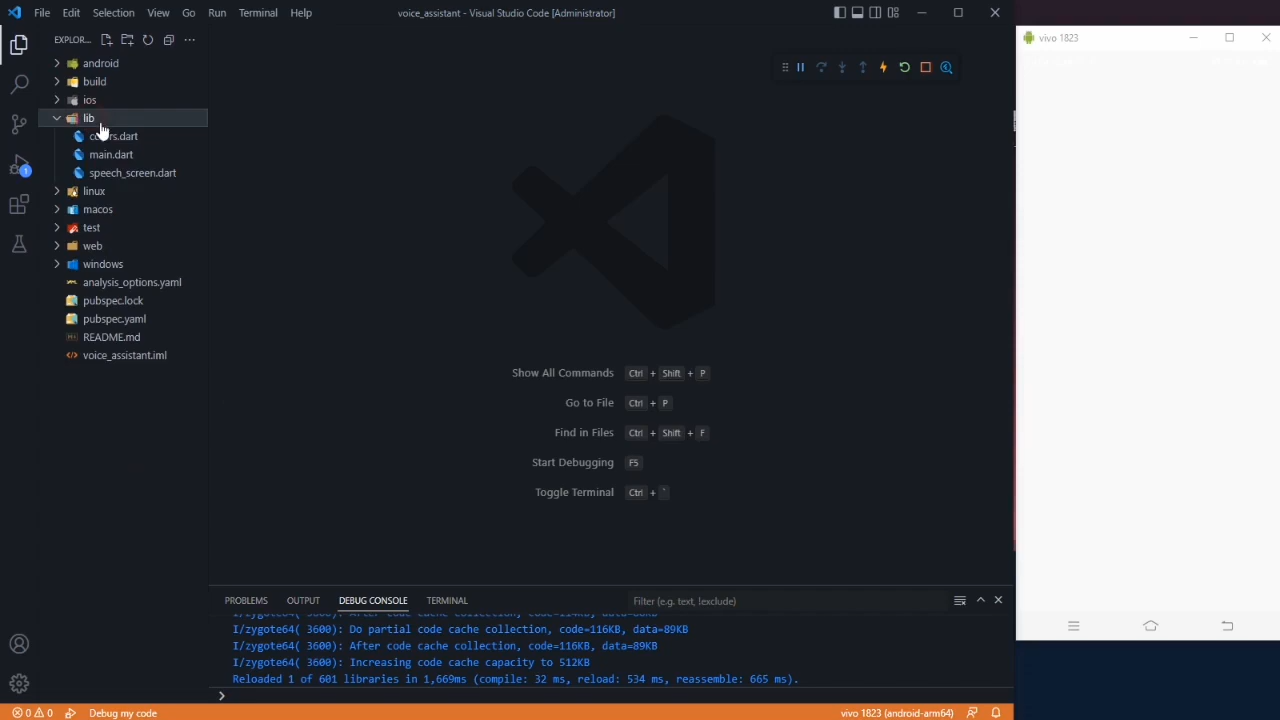 File Edit Selection View Go Run Terminal Help
voice_assistant - Visual Studio Code [Administrator]
vivo 1823
EXPLOR...
android
build
ios
lib
main.dart
speech_screen.dart
linux
macos
test
web
windows
analysis_options.yaml
pubspec.lock
pubspec.yaml
README.md
voice_assistant.iml
1
Show All Commands Ctrl + Shift + P
Go to File Ctrl + P
Find in Files Ctrl + Shift + F
Start Debugging F5
Toggle Terminal Ctrl + `
PROBLEMS OUTPUT DEBUG CONSOLE TERMINAL
Filter (e.g. text, !exclude)
I/zygote64( 3600): Do partial code cache collection, code=116KB, data=89KB
I/zygote64( 3600): After code cache collection, code=116KB, data=89KB
I/zygote64( 3600): Increasing code cache capacity to 512KB
Reloaded 1 of 601 libraries in 1,669ms (compile: 32 ms, reload: 534 ms, reassemble: 665 ms).
0 0 Debug my code
vivo 1823 (android-arm64)